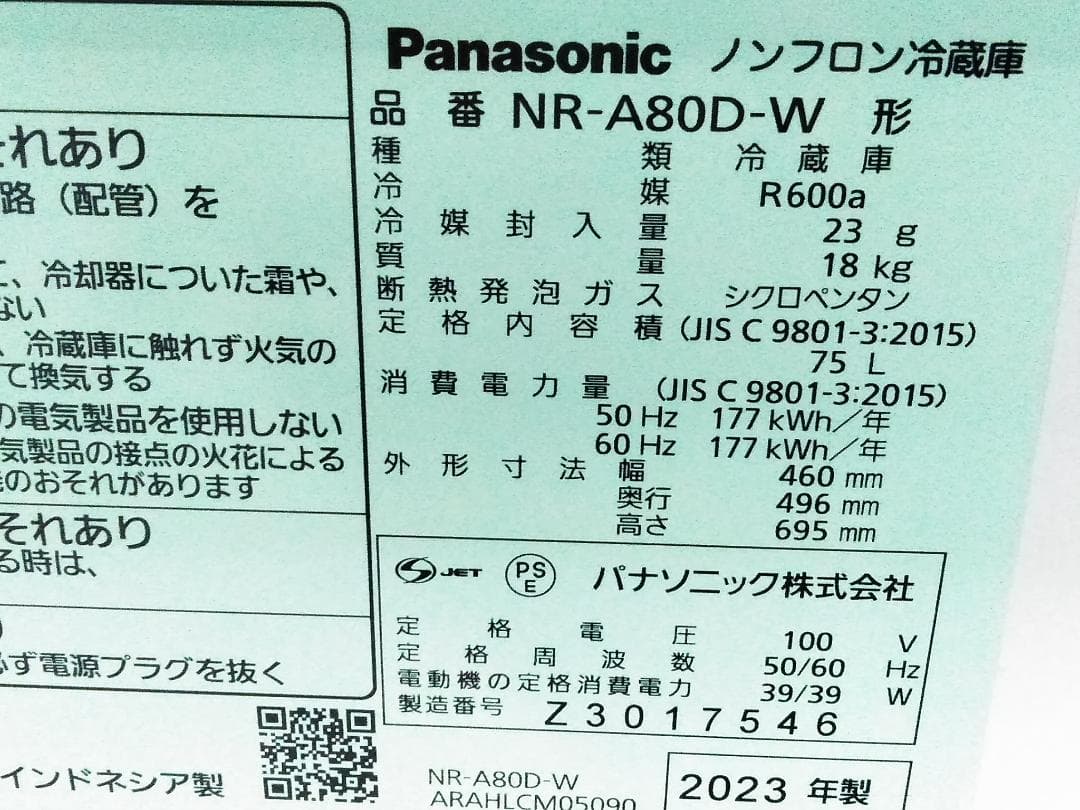 それあり
路（配管）を
、冷却器についた霜や、
ない
、冷蔵庫に触れず火気の
て換気する
の電気製品を使用しない
気製品の接点の火花による
のおそれがあります
それあり
る時は、
ず電源プラグを抜く
インドネシア製
Panasonic ノンフロン冷蔵庫
品番 NR-A80D-W 形
種類 冷蔵庫
冷媒 R600a
冷媒封入量 23 g
質量 18 kg
断熱発泡ガス シクロペンタン
定格内容積 (JIS C 9801-3:2015)
75 L
消費電力量 (JIS C 9801-3:2015)
50 Hz 177 kWh／年
60 Hz 177 kWh／年
外形寸法 幅 460 mm
奥行 496 mm
高さ 695 mm
JET PSE パナソニック株式会社
定格電圧 100 V
定格周波数 50/60 Hz
電動機の定格消費電力 39/39 W
製造番号 Z3017546
NR-A80D-W
ARAHLCM05090
2023 年製